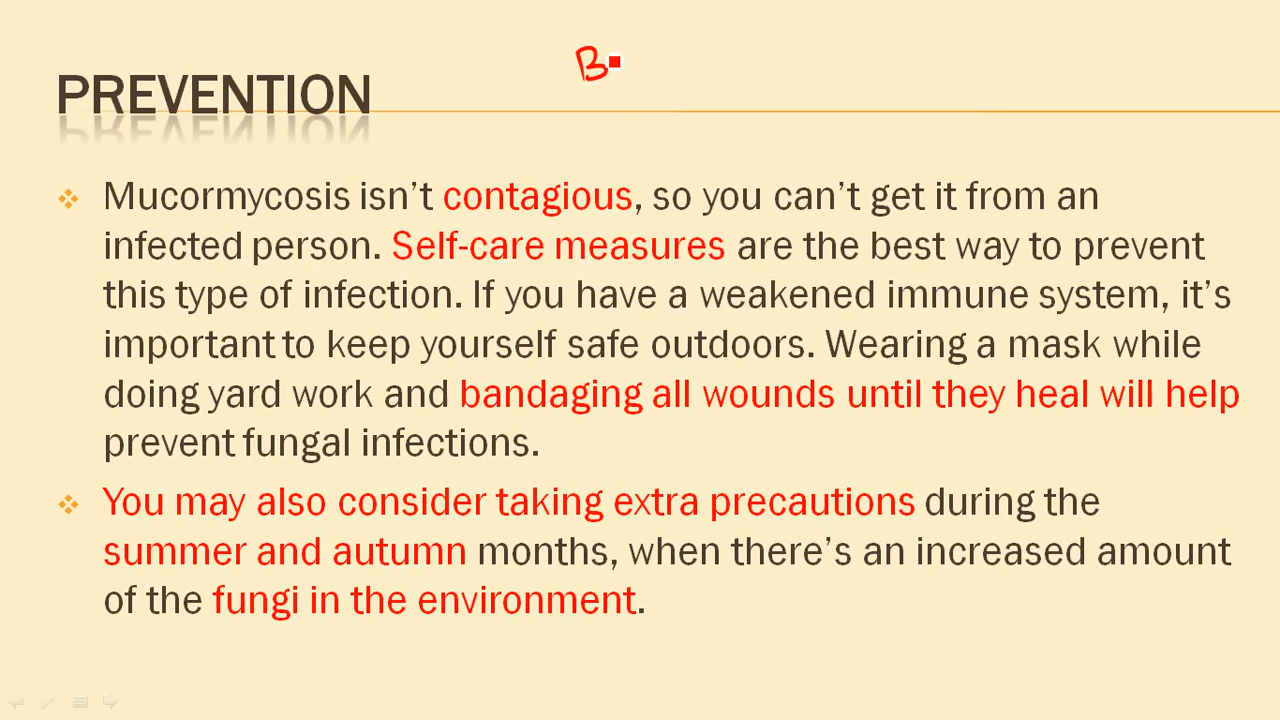 B
PREVENTION
Mucormycosis isn't contagious, so you can't get it from an
infected person. Self-care measures are the best way to prevent
this type of infection. If you have a weakened immune system, it's
important to keep yourself safe outdoors. Wearing a mask while
doing yard work and bandaging all wounds until they heal will help
prevent fungal infections.
You may also consider taking extra precautions during the
summer and autumn months, when there's an increased amount
of the fungi in the environment.